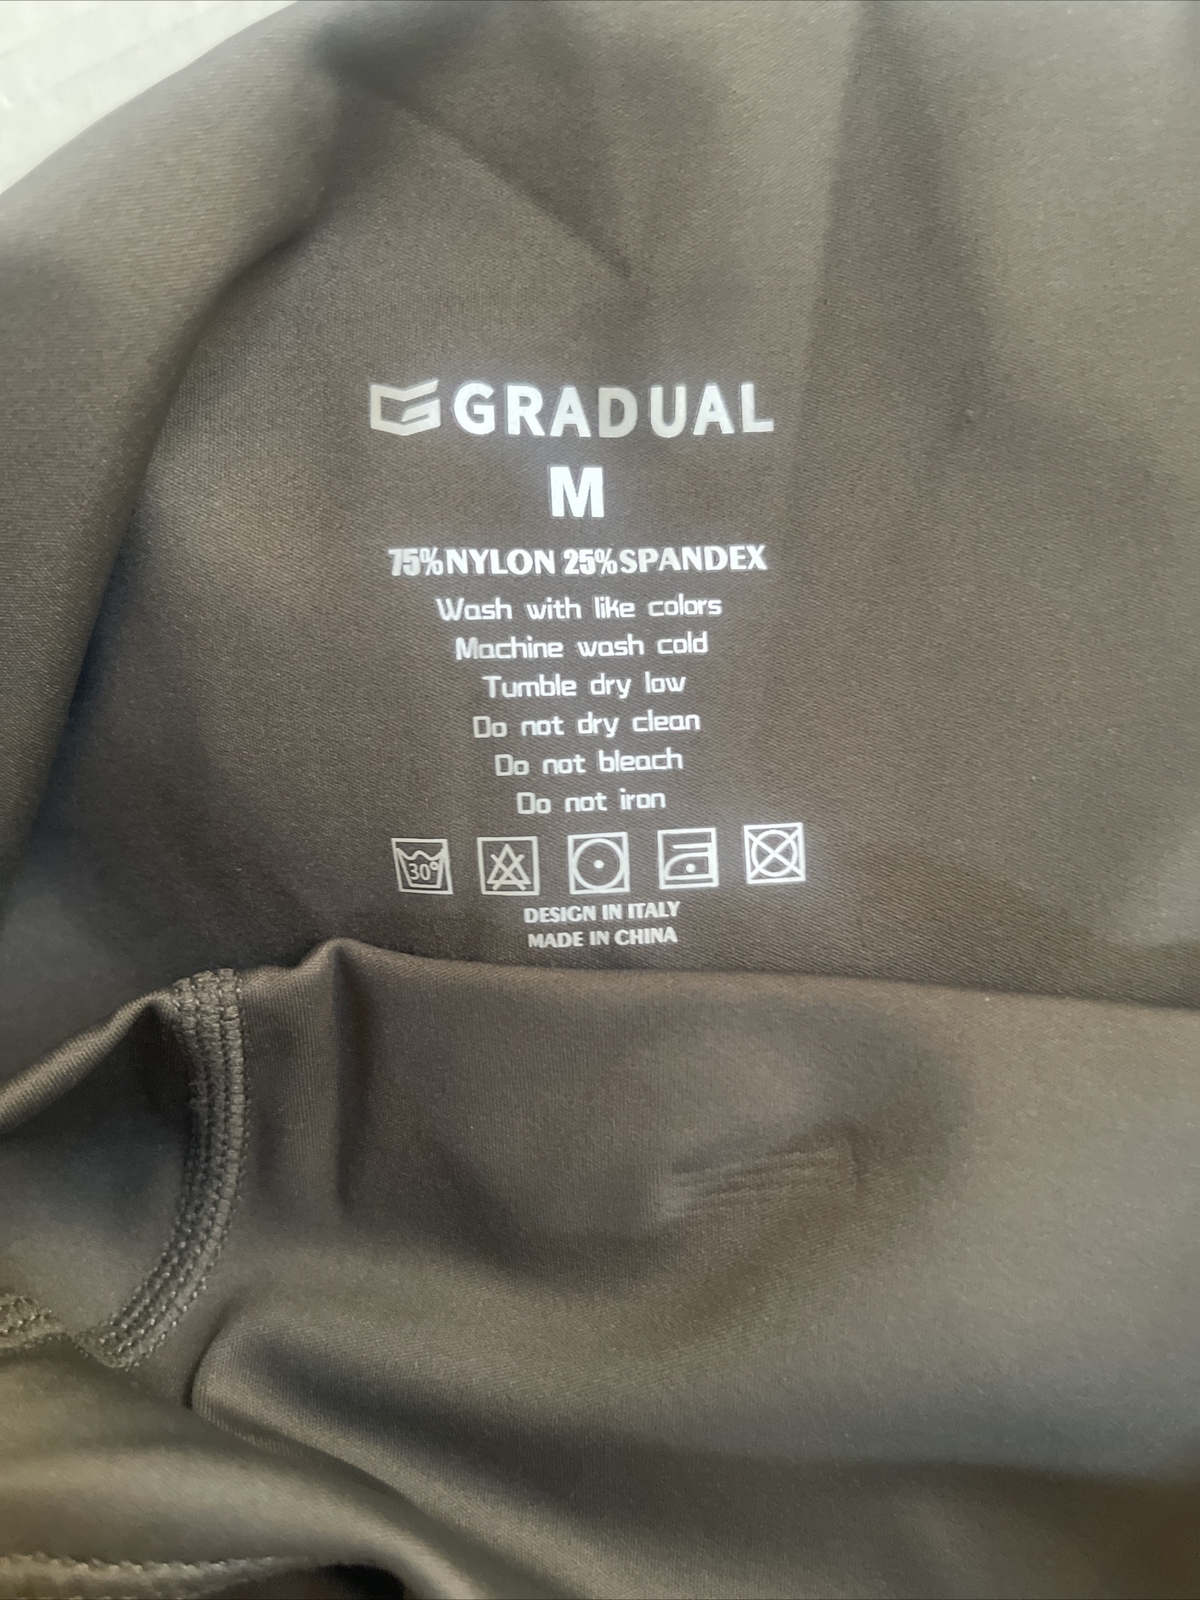 GRADUAL
M
75%NYLON 25%SPANDEX
Wash with like colors
Machine wash cold
Tumble dry low
Do not dry clean
Do not bleach
Do not iron
30°
DESIGN IN ITALY
MADE IN CHINA